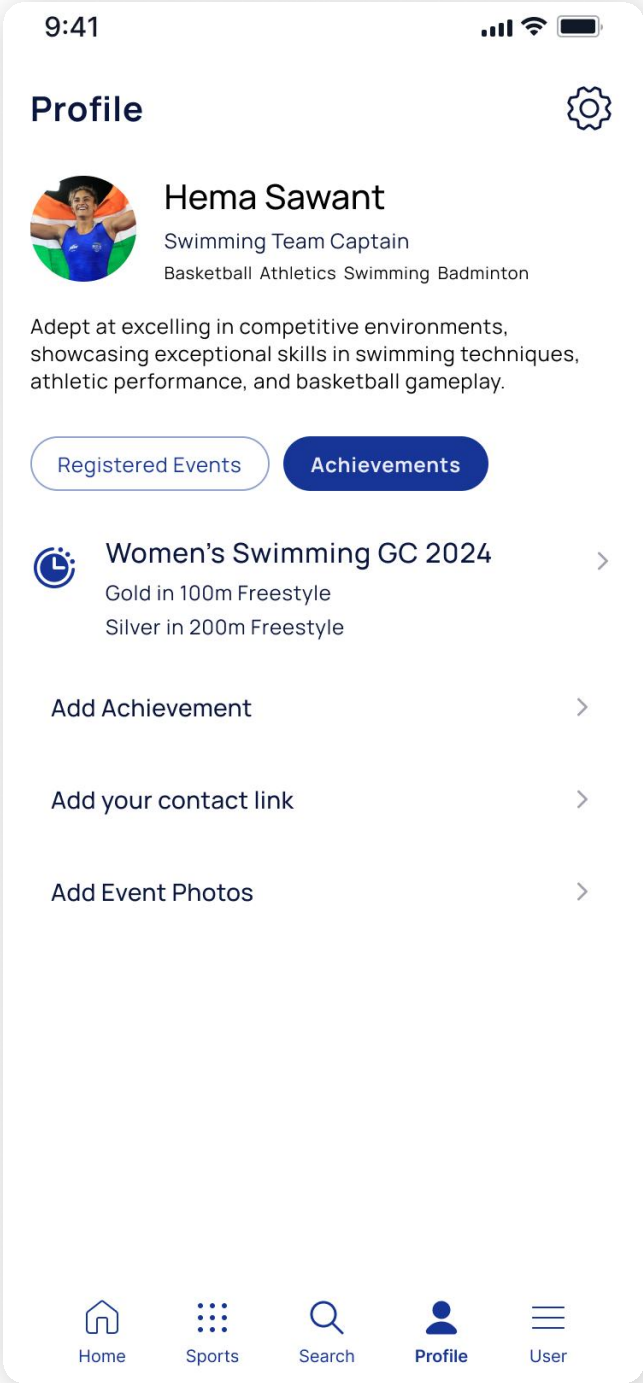 9:41
Profile
Hema Sawant
Swimming Team Captain
Basketball Athletics Swimming Badminton
Adept at excelling in competitive environments,
showcasing exceptional skills in swimming techniques,
athletic performance, and basketball gameplay.
Registered Events Achievements
Women's Swimming GC 2024
Gold in 100m Freestyle
Silver in 200m Freestyle
Add Achievement
Add your contact link
Add Event Photos
Home Sports Search Profile User